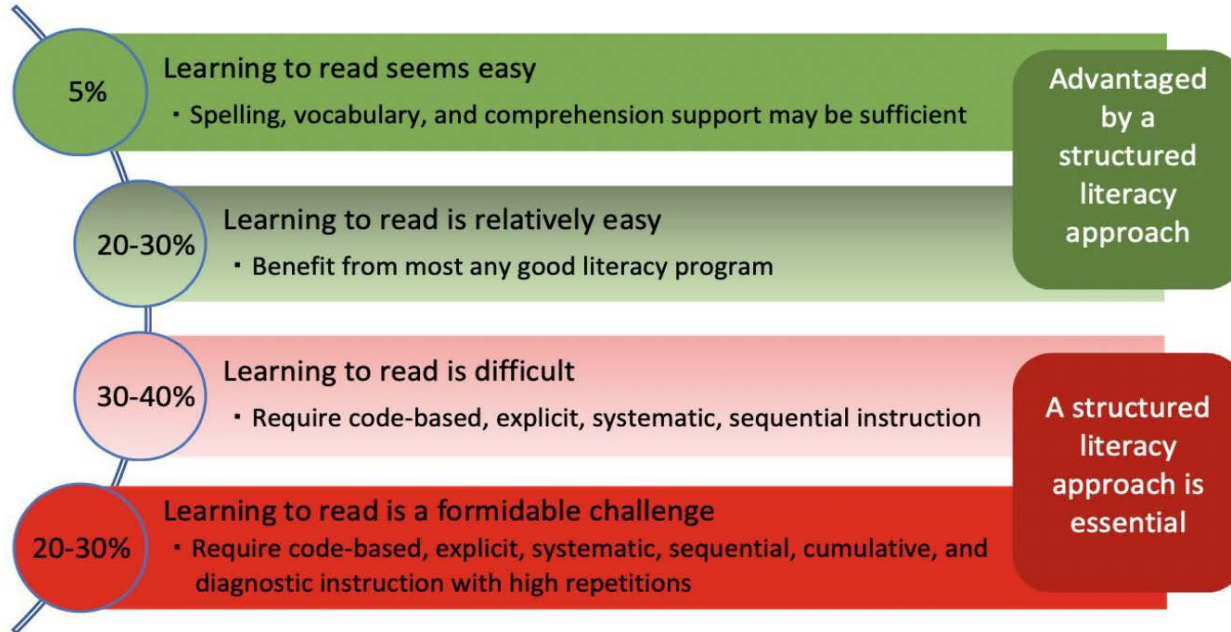 5%
Learning to read seems easy
· Spelling, vocabulary, and comprehension support may be sufficient
20-30%
Learning to read is relatively easy
· Benefit from most any good literacy program
Advantaged
by a
structured
literacy
approach
30-40%
Learning to read is difficult
· Require code-based, explicit, systematic, sequential instruction
20-30%
Learning to read is a formidable challenge
· Require code-based, explicit, systematic, sequential, cumulative, and
diagnostic instruction with high repetitions
A structured
literacy
approach is
essential